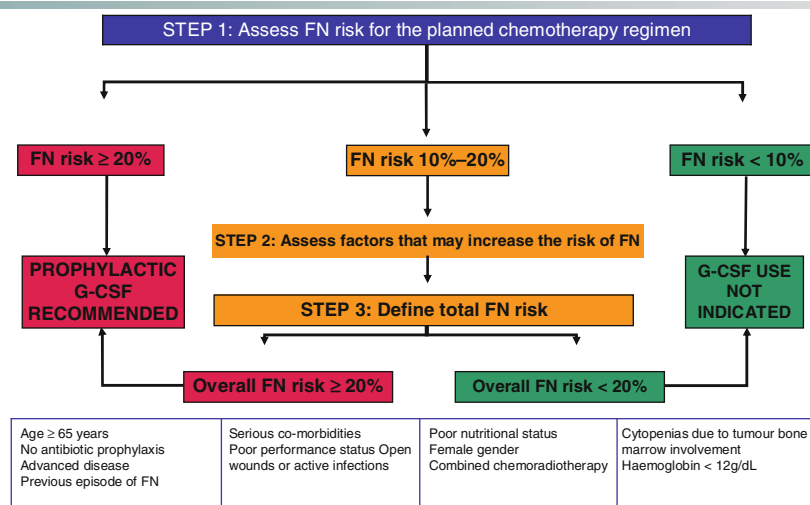 STEP 1: Assess FN risk for the planned chemotherapy regimen
FN risk ≥ 20%
FN risk 10%–20%
FN risk < 10%
STEP 2: Assess factors that may increase the risk of FN
PROPHYLACTIC
G-CSF
RECOMMENDED
G-CSF USE
NOT
INDICATED
STEP 3: Define total FN risk
Overall FN risk ≥ 20%
Overall FN risk < 20%
Age ≥ 65 years
No antibiotic prophylaxis
Advanced disease
Previous episode of FN
Serious co-morbidities
Poor performance status Open
wounds or active infections
Poor nutritional status
Female gender
Combined chemoradiotherapy
Cytopenias due to tumour bone
marrow involvement
Haemoglobin < 12g/dL